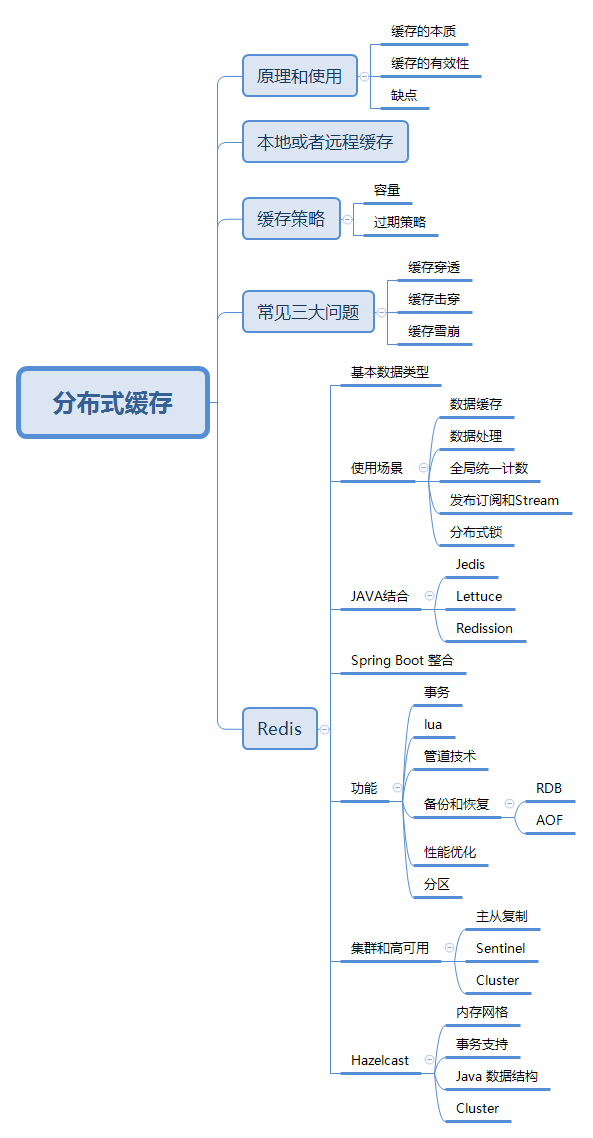 分布式缓存
原理和使用
缓存的本质
缓存的有效性
缺点
本地或者远程缓存
缓存策略
容量
过期策略
常见三大问题
缓存穿透
缓存击穿
缓存雪崩
Redis
基本数据类型
使用场景
数据缓存
数据处理
全局统一计数
发布订阅和Stream
分布式锁
JAVA结合
Jedis
Lettuce
Redission
Spring Boot 整合
功能
事务
lua
管道技术
备份和恢复
RDB
AOF
性能优化
分区
集群和高可用
主从复制
Sentinel
Cluster
Hazelcast
内存网格
事务支持
Java 数据结构
Cluster